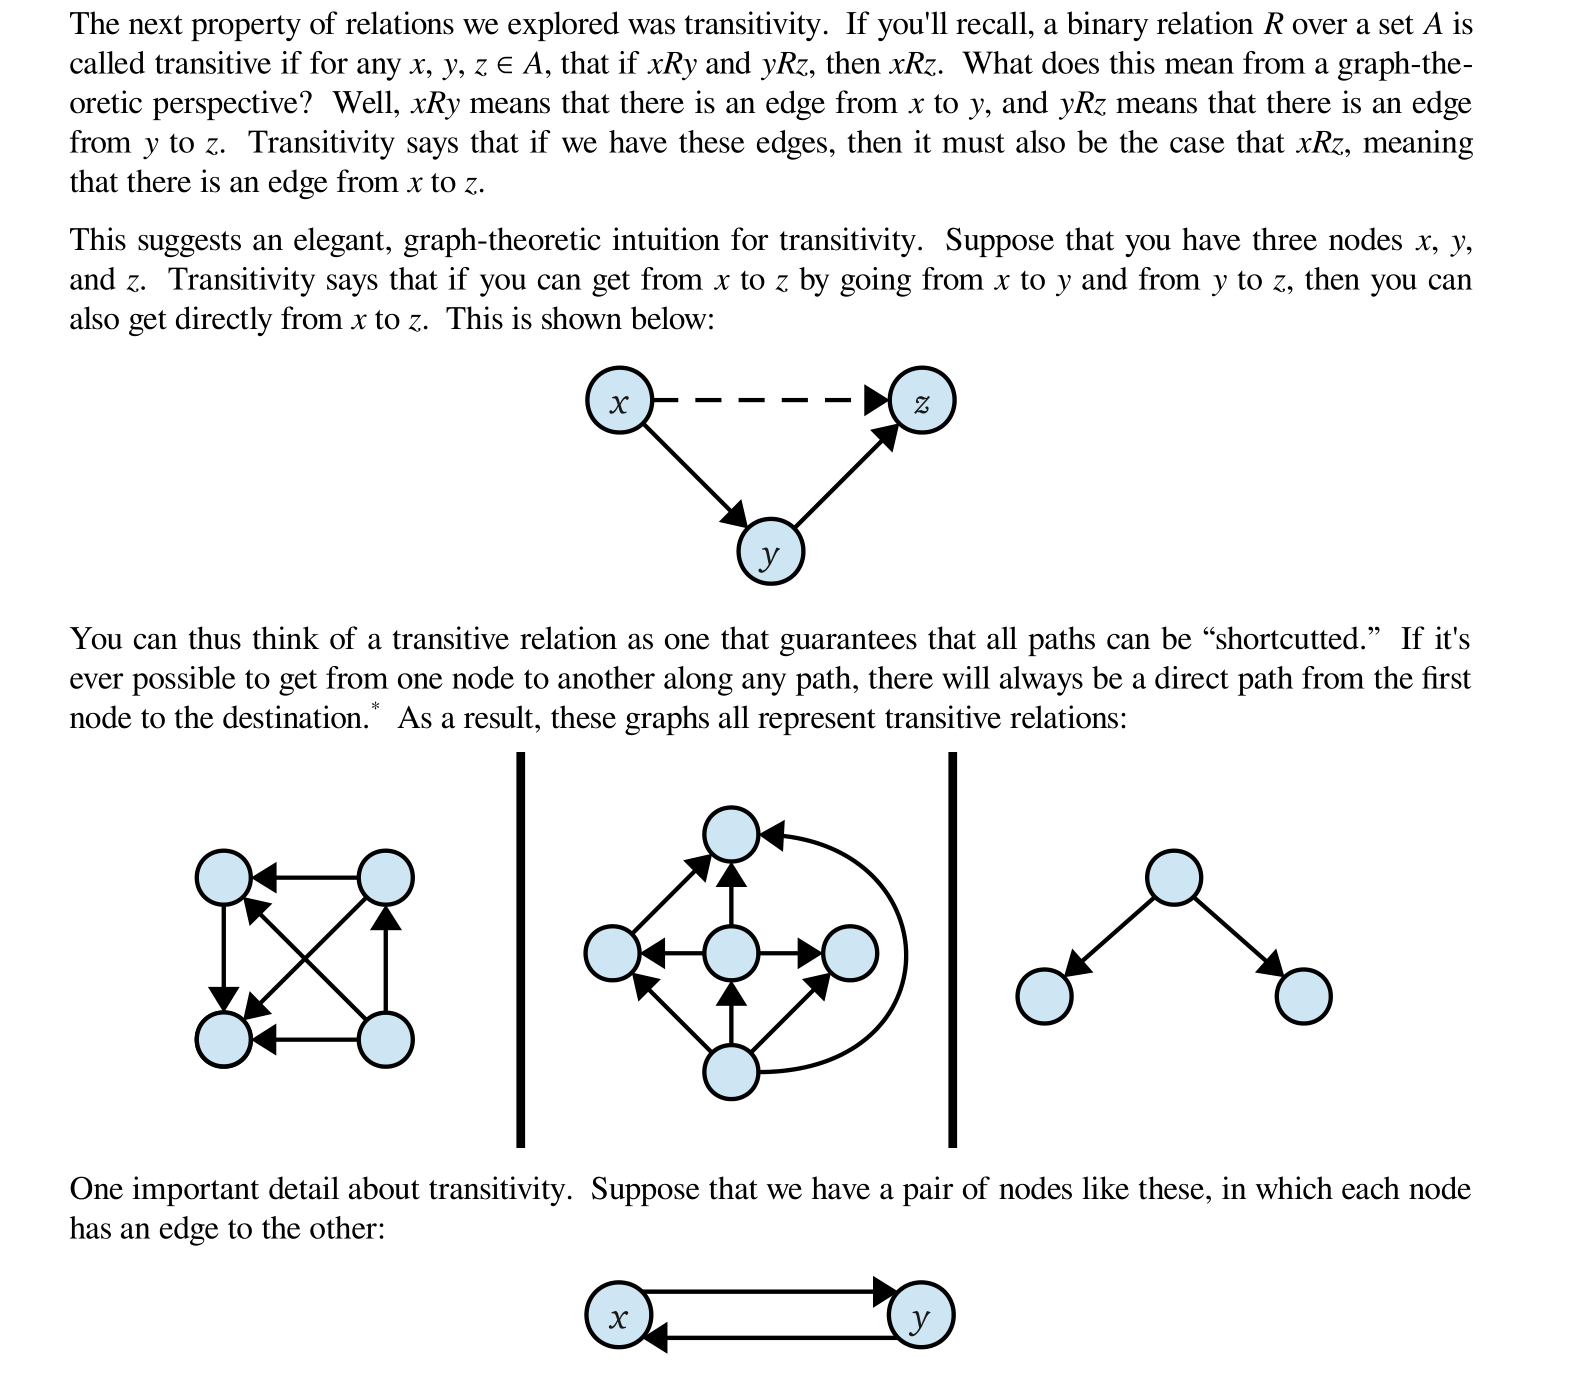 The next property of relations we explored was transitivity. If you'll recall, a binary relation R over a set A is
called transitive if for any x, y, z ∈ A, that if xRy and yRz, then xRz. What does this mean from a graph-the-
oretic perspective? Well, xRy means that there is an edge from x to y, and yRz means that there is an edge
from y to z. Transitivity says that if we have these edges, then it must also be the case that xRz, meaning
that there is an edge from x to z.
This suggests an elegant, graph-theoretic intuition for transitivity. Suppose that you have three nodes x, y,
and z. Transitivity says that if you can get from x to z by going from x to y and from y to z, then you can
also get directly from x to z. This is shown below:
x z
y
You can thus think of a transitive relation as one that guarantees that all paths can be “shortcutted.” If it's
ever possible to get from one node to another along any path, there will always be a direct path from the first
node to the destination.* As a result, these graphs all represent transitive relations:
One important detail about transitivity. Suppose that we have a pair of nodes like these, in which each node
has an edge to the other:
x y